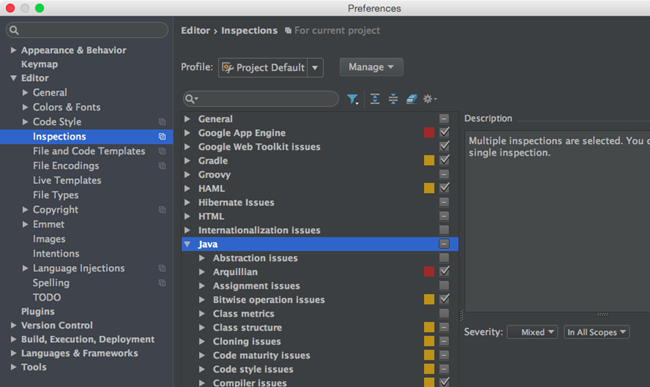 Preferences
Editor › Inspections For current project
Appearance & Behavior
Keymap
Editor
General
Colors & Fonts
Code Style
Inspections
File and Code Templates
File Encodings
Live Templates
File Types
Copyright
Emmet
Images
Intentions
Language Injections
Spelling
TODO
Plugins
Version Control
Build, Execution, Deployment
Languages & Frameworks
Tools
Profile: Project Default Manage
General
Google App Engine
Google Web Toolkit issues
Gradle
Groovy
HAML
Hibernate Issues
HTML
Internationalization issues
Java
Abstraction issues
Arquillian
Assignment issues
Bitwise operation issues
Class metrics
Class structure
Cloning issues
Code maturity issues
Code style issues
Compiler issues
Description
Multiple inspections are selected. You c
single inspection.
Severity: Mixed In All Scopes